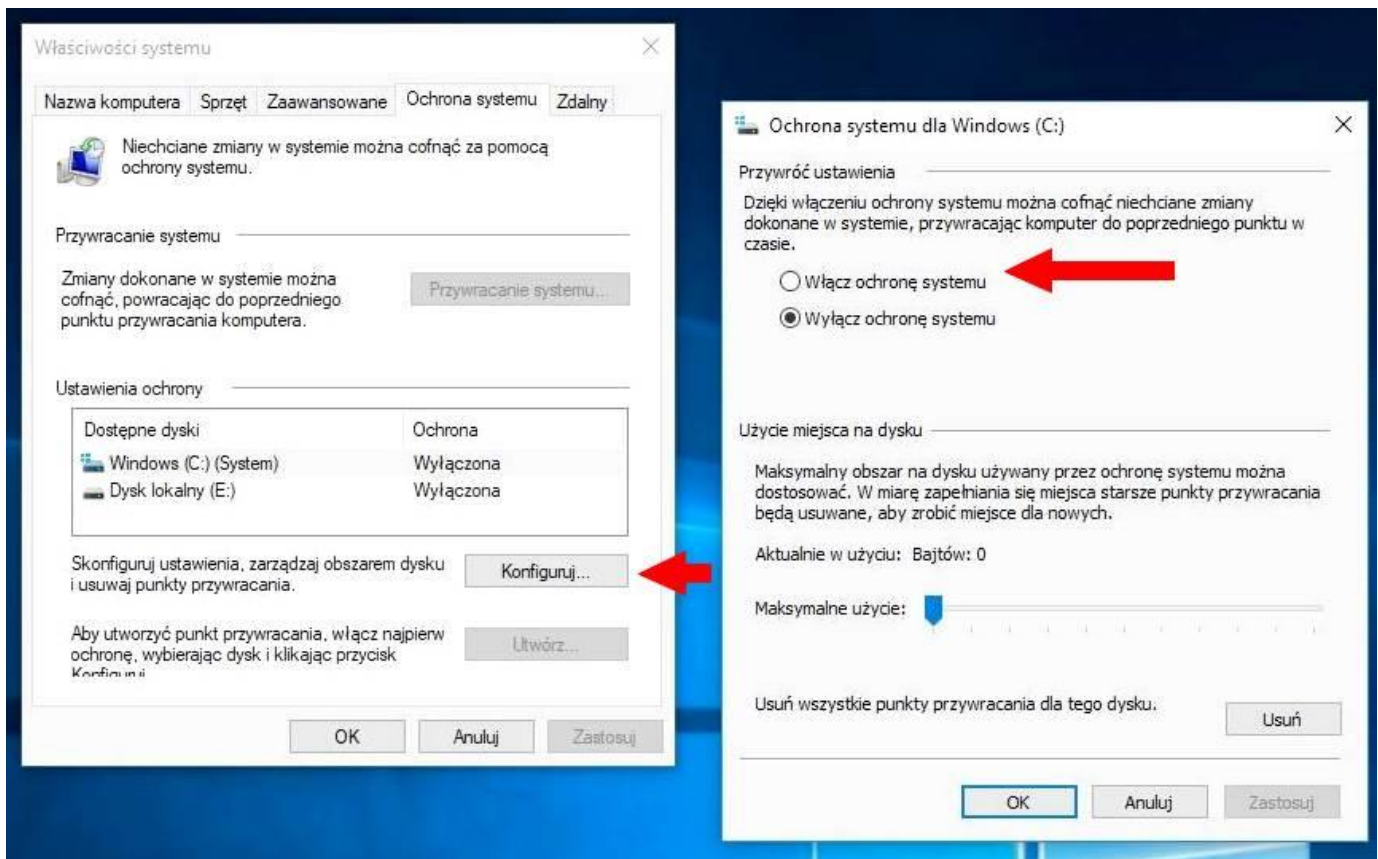 Właściwości systemu
Nazwa komputera Sprzęt Zaawansowane Ochrona systemu Zdalny
Niechciane zmiany w systemie można cofnąć za pomocą
ochrony systemu.
Przywracanie systemu
Zmiany dokonane w systemie można
cofnąć, powracając do poprzedniego
punktu przywracania komputera.
Przywracanie systemu...
Ustawienia ochrony
Dostępne dyski Ochrona
Windows (C:) (System) Wyłączona
Dysk lokalny (E:) Wyłączona
Skonfiguruj ustawienia, zarządzaj obszarem dysku
i usuwaj punkty przywracania.
Konfiguruj...
Aby utworzyć punkt przywracania, włącz najpierw
ochronę, wybierając dysk i klikając przycisk
Konfiguruj
Utwórz...
OK Anuluj Zastosuj
Ochrona systemu dla Windows (C:)
Przywróć ustawienia
Dzięki włączeniu ochrony systemu można cofnąć niechciane zmiany
dokonane w systemie, przywracając komputer do poprzedniego punktu w
czasie.
Włącz ochronę systemu
Wyłącz ochronę systemu
Użycie miejsca na dysku
Maksymalny obszar na dysku używany przez ochronę systemu można
dostosować. W miarę zapełniania się miejsca starsze punkty przywracania
będą usuwane, aby zrobić miejsce dla nowych.
Aktualnie w użyciu: Bajtów: 0
Maksymalne użycie:
Usuń wszystkie punkty przywracania dla tego dysku.
Usuń
OK Anuluj Zastosuj